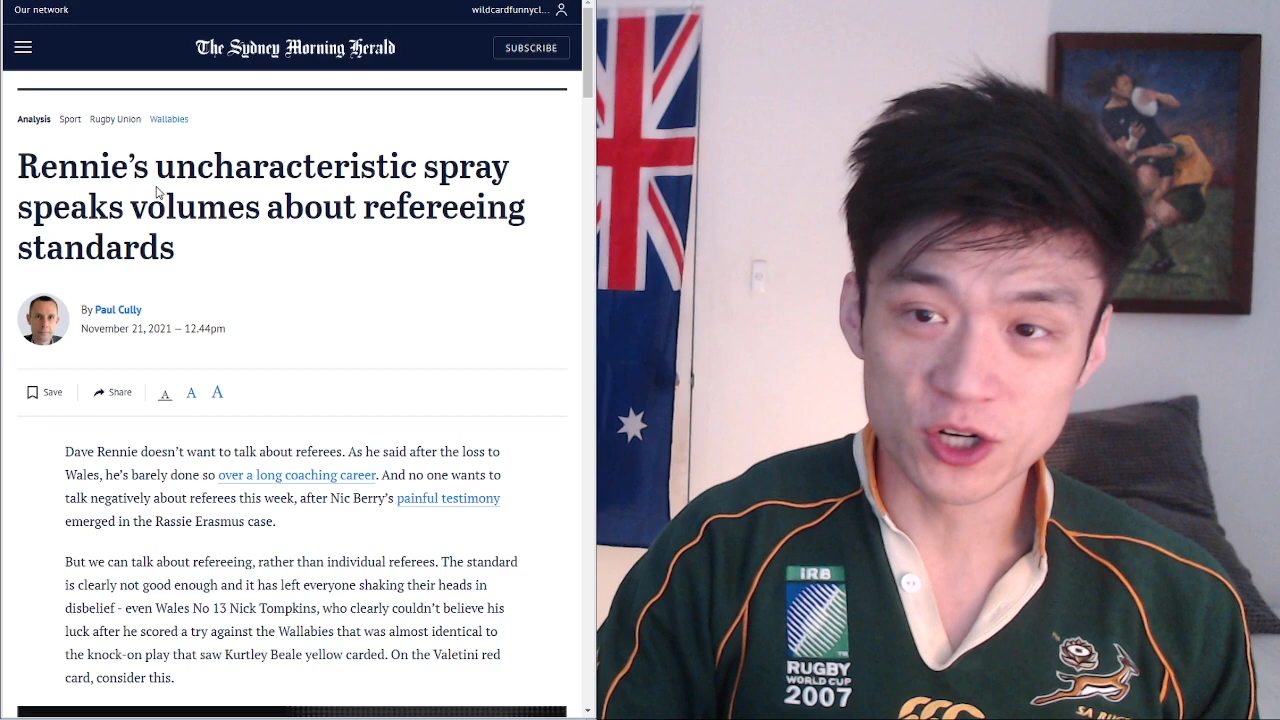 Our network
wildcardfunnycl...
The Sydney Morning Herald
SUBSCRIBE
Analysis Sport Rugby Union Wallabies
Rennie's uncharacteristic spray
speaks volumes about refereeing
standards
By Paul Cully
November 21, 2021 — 12.44pm
Save
Share
A A A
Dave Rennie doesn't want to talk about referees. As he said after the loss to
Wales, he's barely done so over a long coaching career. And no one wants to
talk negatively about referees this week, after Nic Berry's painful testimony
emerged in the Rassie Erasmus case.
But we can talk about refereeing, rather than individual referees. The standard
is clearly not good enough and it has left everyone shaking their heads in
disbelief - even Wales No 13 Nick Tompkins, who clearly couldn't believe his
luck after he scored a try against the Wallabies that was almost identical to
the knock-on play that saw Kurtley Beale yellow carded. On the Valetini red
card, consider this.
iRB
RUGBY
WORLD CUP
2007